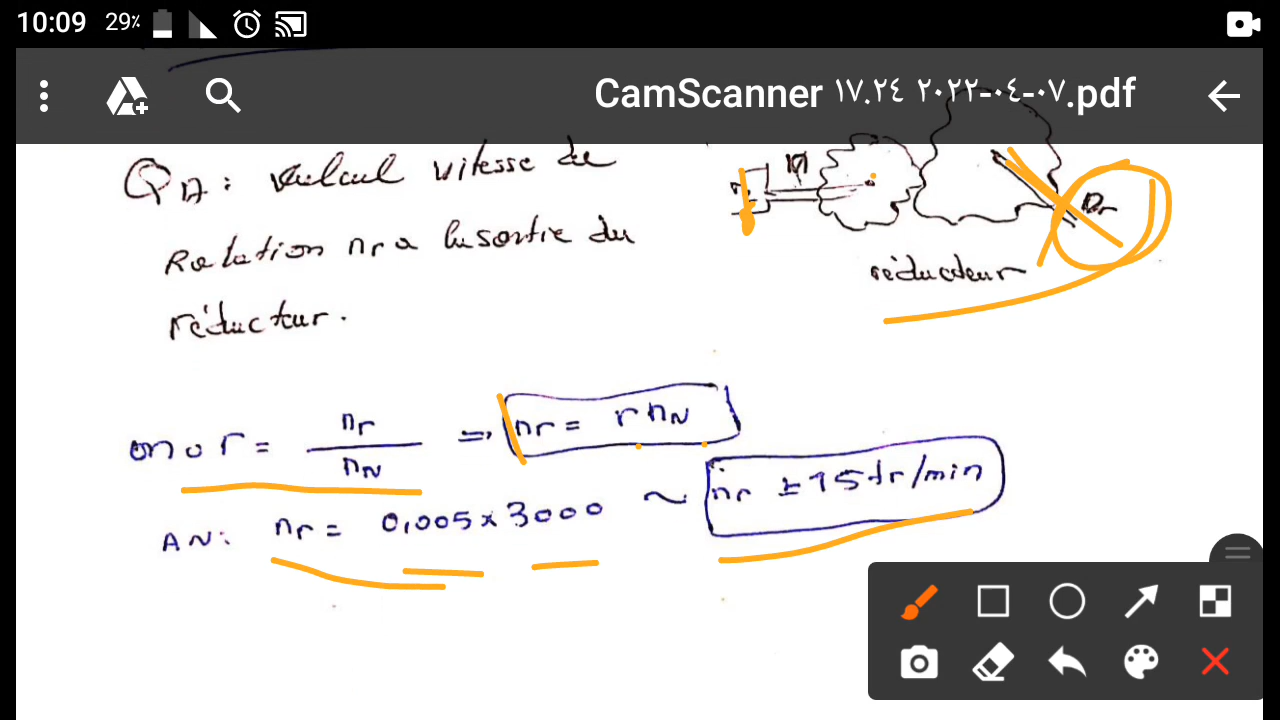 10:09 29%
CamScanner ٠٧-٠٤-٢٠٢٢ ١٧.٢٤.pdf
Q17: calcul vitesse de
Rotation nr a la sortie du
réducteur.
réducteur
on a r = nr / nN ⇒ nr = r nN
AN: nr = 0,005 x 3000 ~ nr = 15 tr/min